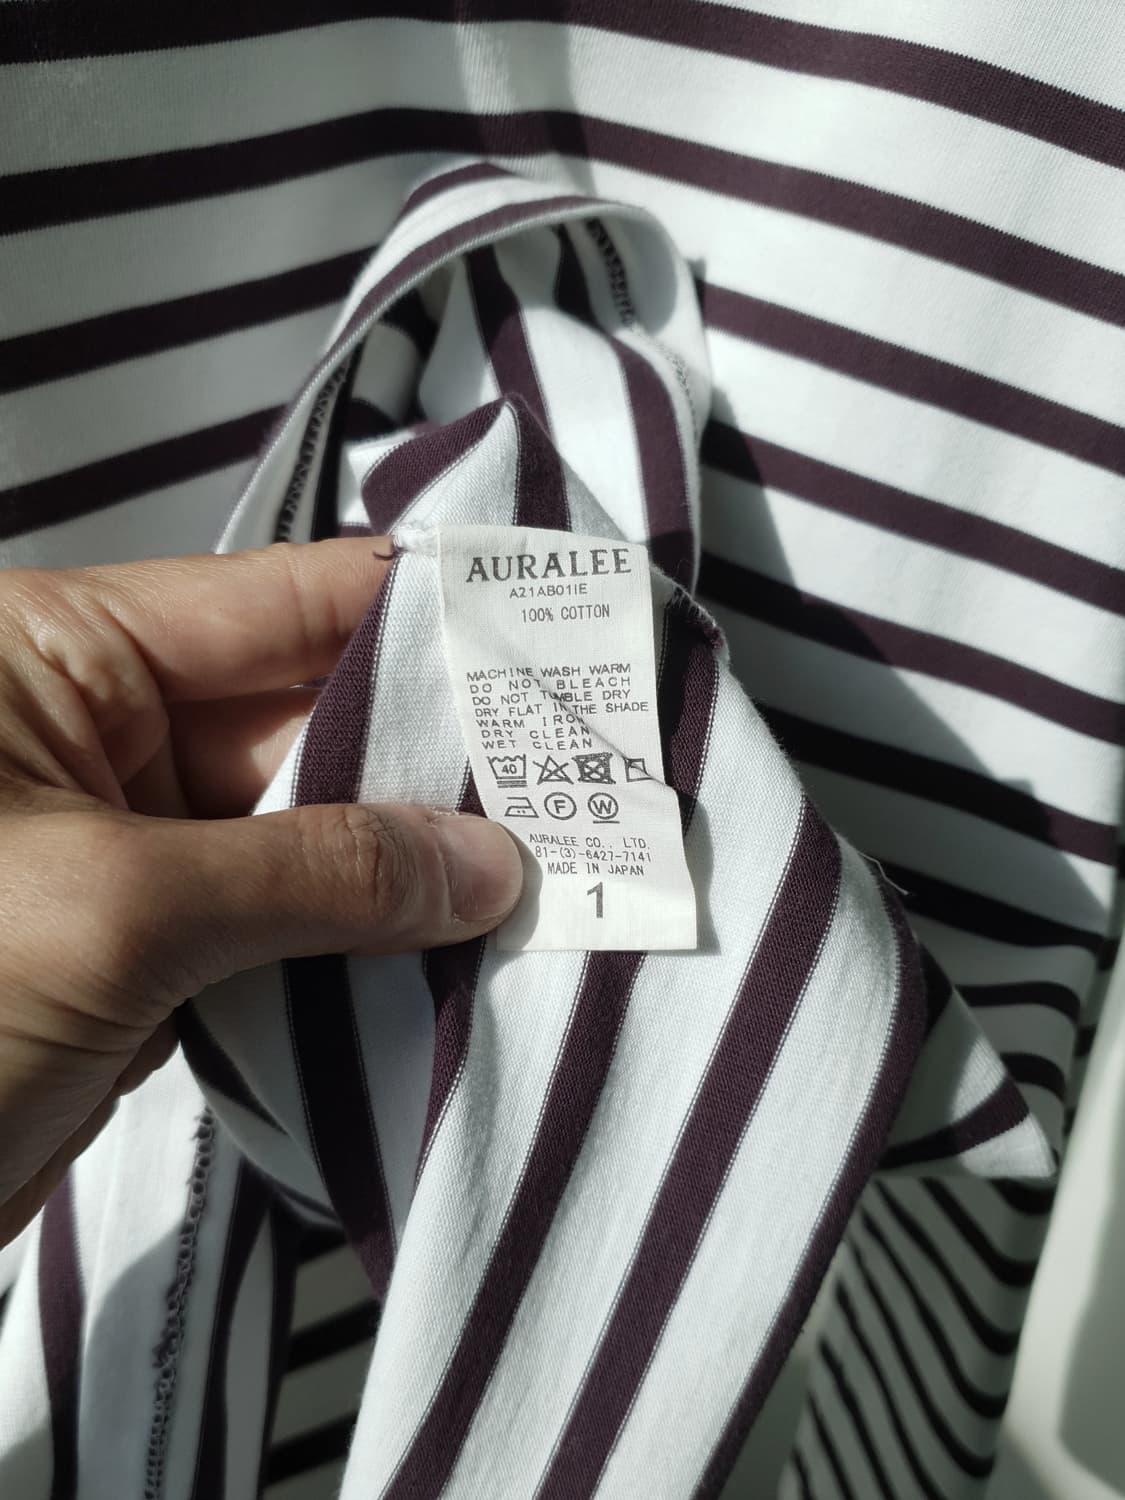 AURALEE
A21AB01IE
100% COTTON
MACHINE WASH WARM
DO NOT BLEACH
DO NOT TUMBLE DRY
DRY FLAT IN THE SHADE
WARM IRON
DRY CLEAN
WET CLEAN
40
F W
AURALEE CO., LTD.
81-(3)-6427-7141
MADE IN JAPAN
1